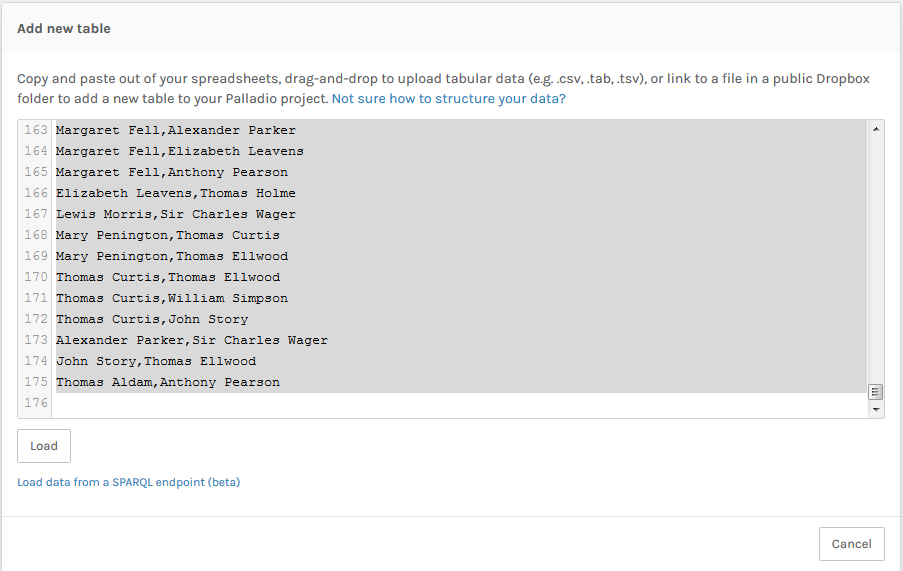 Add new table
Copy and paste out of your spreadsheets, drag-and-drop to upload tabular data (e.g. .csv, .tab, .tsv), or link to a file in a public Dropbox
folder to add a new table to your Palladio project. Not sure how to structure your data?
163 Margaret Fell,Alexander Parker
164 Margaret Fell,Elizabeth Leavens
165 Margaret Fell,Anthony Pearson
166 Elizabeth Leavens,Thomas Holme
167 Lewis Morris,Sir Charles Wager
168 Mary Penington,Thomas Curtis
169 Mary Penington,Thomas Ellwood
170 Thomas Curtis,Thomas Ellwood
171 Thomas Curtis,William Simpson
172 Thomas Curtis,John Story
173 Alexander Parker,Sir Charles Wager
174 John Story,Thomas Ellwood
175 Thomas Aldam,Anthony Pearson
176
Load
Load data from a SPARQL endpoint (beta)
Cancel